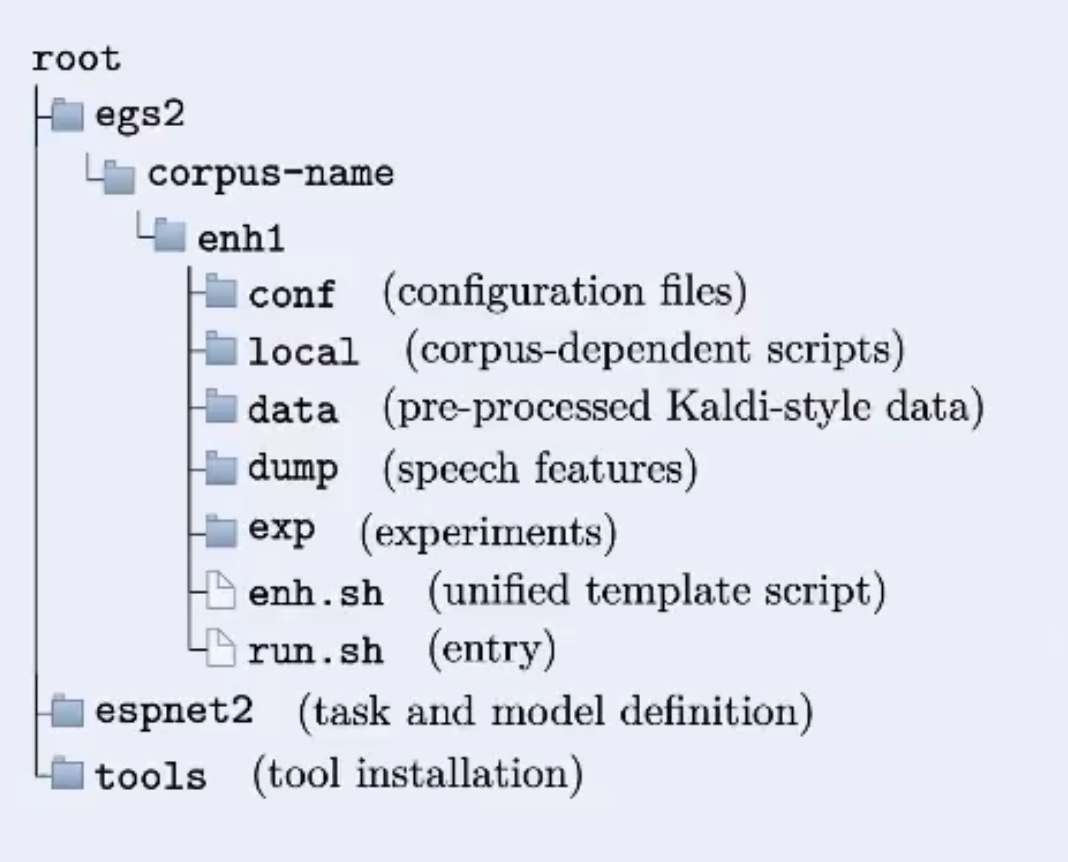 root
egs2
corpus-name
enh1
conf (configuration files)
local (corpus-dependent scripts)
data (pre-processed Kaldi-style data)
dump (speech features)
exp (experiments)
enh.sh (unified template script)
run.sh (entry)
espnet2 (task and model definition)
tools (tool installation)